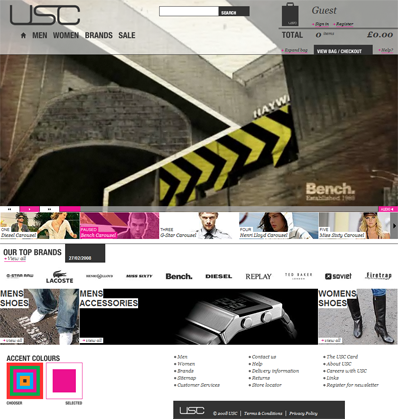 USC
SEARCH
Guest
Sign in
Register
MEN WOMEN BRANDS SALE
TOTAL 0 items £0.00
Expand bag
VIEW BAG / CHECKOUT
Help?
HAYW
Bench.
Established 1989
ONE
Diesel Carousel
PAUSED
Bench Carousel
THREE
G-Star Carousel
FOUR
Henri Lloyd Carousel
FIVE
Miss Sixty Carousel
OUR TOP BRANDS
View all
27/02/2008
G-STAR RAW
LACOSTE
MISS SIXTY
Bench.
DIESEL
REPLAY
TED BAKER
LONDON
soviet
firetrap
MENS
SHOES
view all
MENS
ACCESSORIES
view all
WOMENS
SHOES
view all
ACCENT COLOURS
CHOOSER
SELECTED
Men
Women
Brands
Sitemap
Customer Services
Contact us
Help
Delivery information
Returns
Store locator
The USC Card
About USC
Careers with USC
Links
Register for newsletter
USC © 2008 USC | Terms & Conditions | Privacy Policy